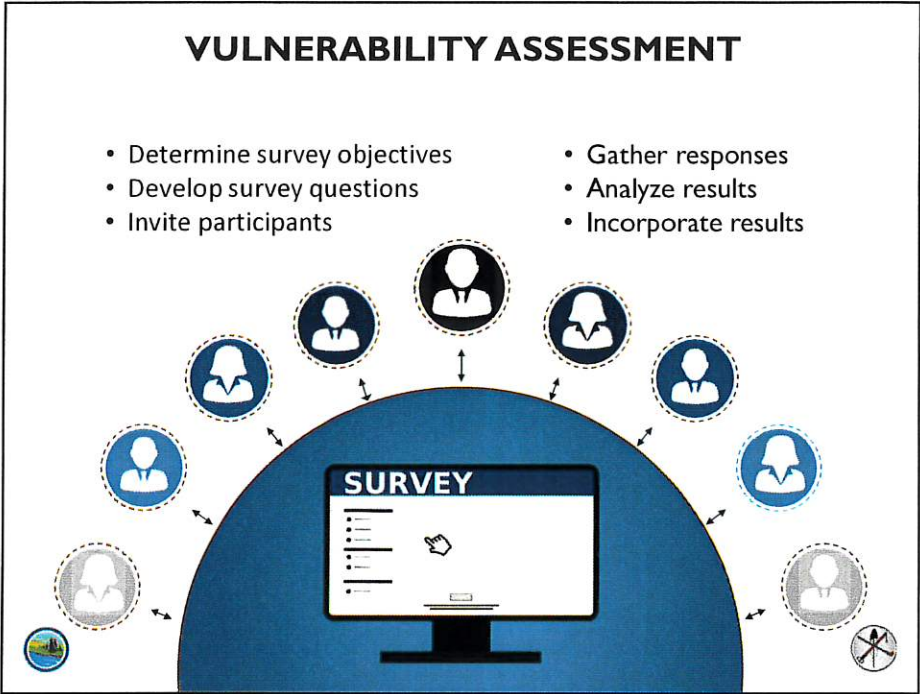 VULNERABILITY ASSESSMENT
• Determine survey objectives
• Develop survey questions
• Invite participants
• Gather responses
• Analyze results
• Incorporate results
SURVEY